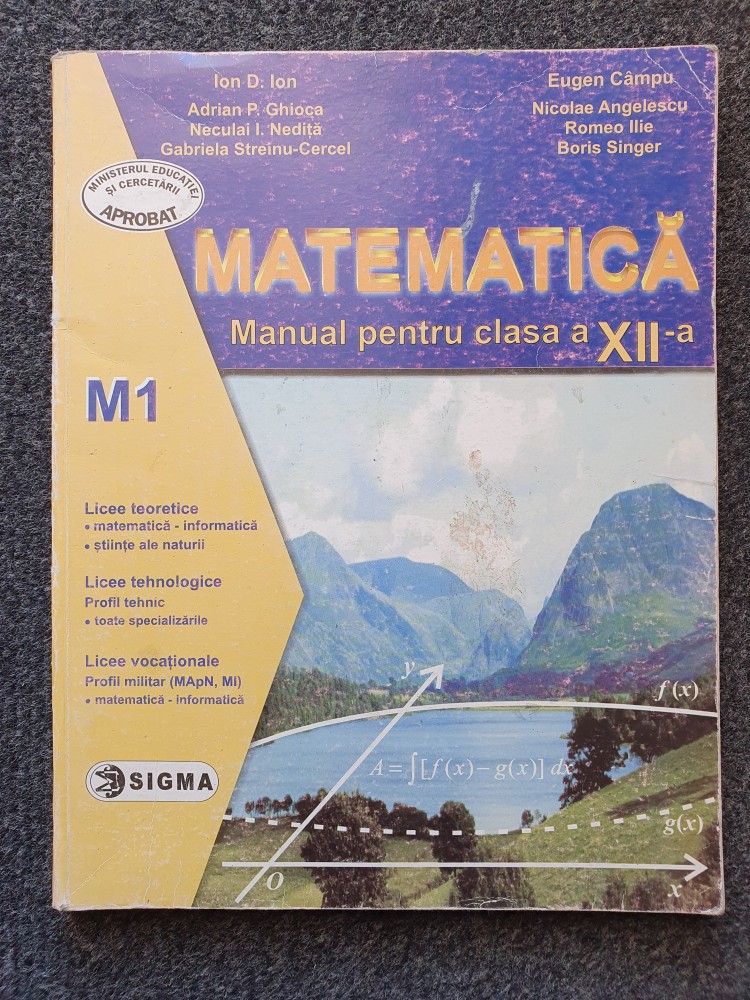 Ion D. Ion
Adrian P. Ghioca
Neculai I. Nediță
Gabriela Streinu-Cercel
Eugen Câmpu
Nicolae Angelescu
Romeo Ilie
Boris Singer
MINISTERUL EDUCAȚIEI
ȘI CERCETĂRII
APROBAT
MATEMATICĂ
Manual pentru clasa a XII-a
M1
Licee teoretice
• matematică - informatică
• științe ale naturii
Licee tehnologice
Profil tehnic
• toate specializările
Licee vocaționale
Profil militar (MApN, MI)
• matematică - informatică
SIGMA
y
f(x)
A = ∫[f(x) – g(x)] dx
g(x)
O
x